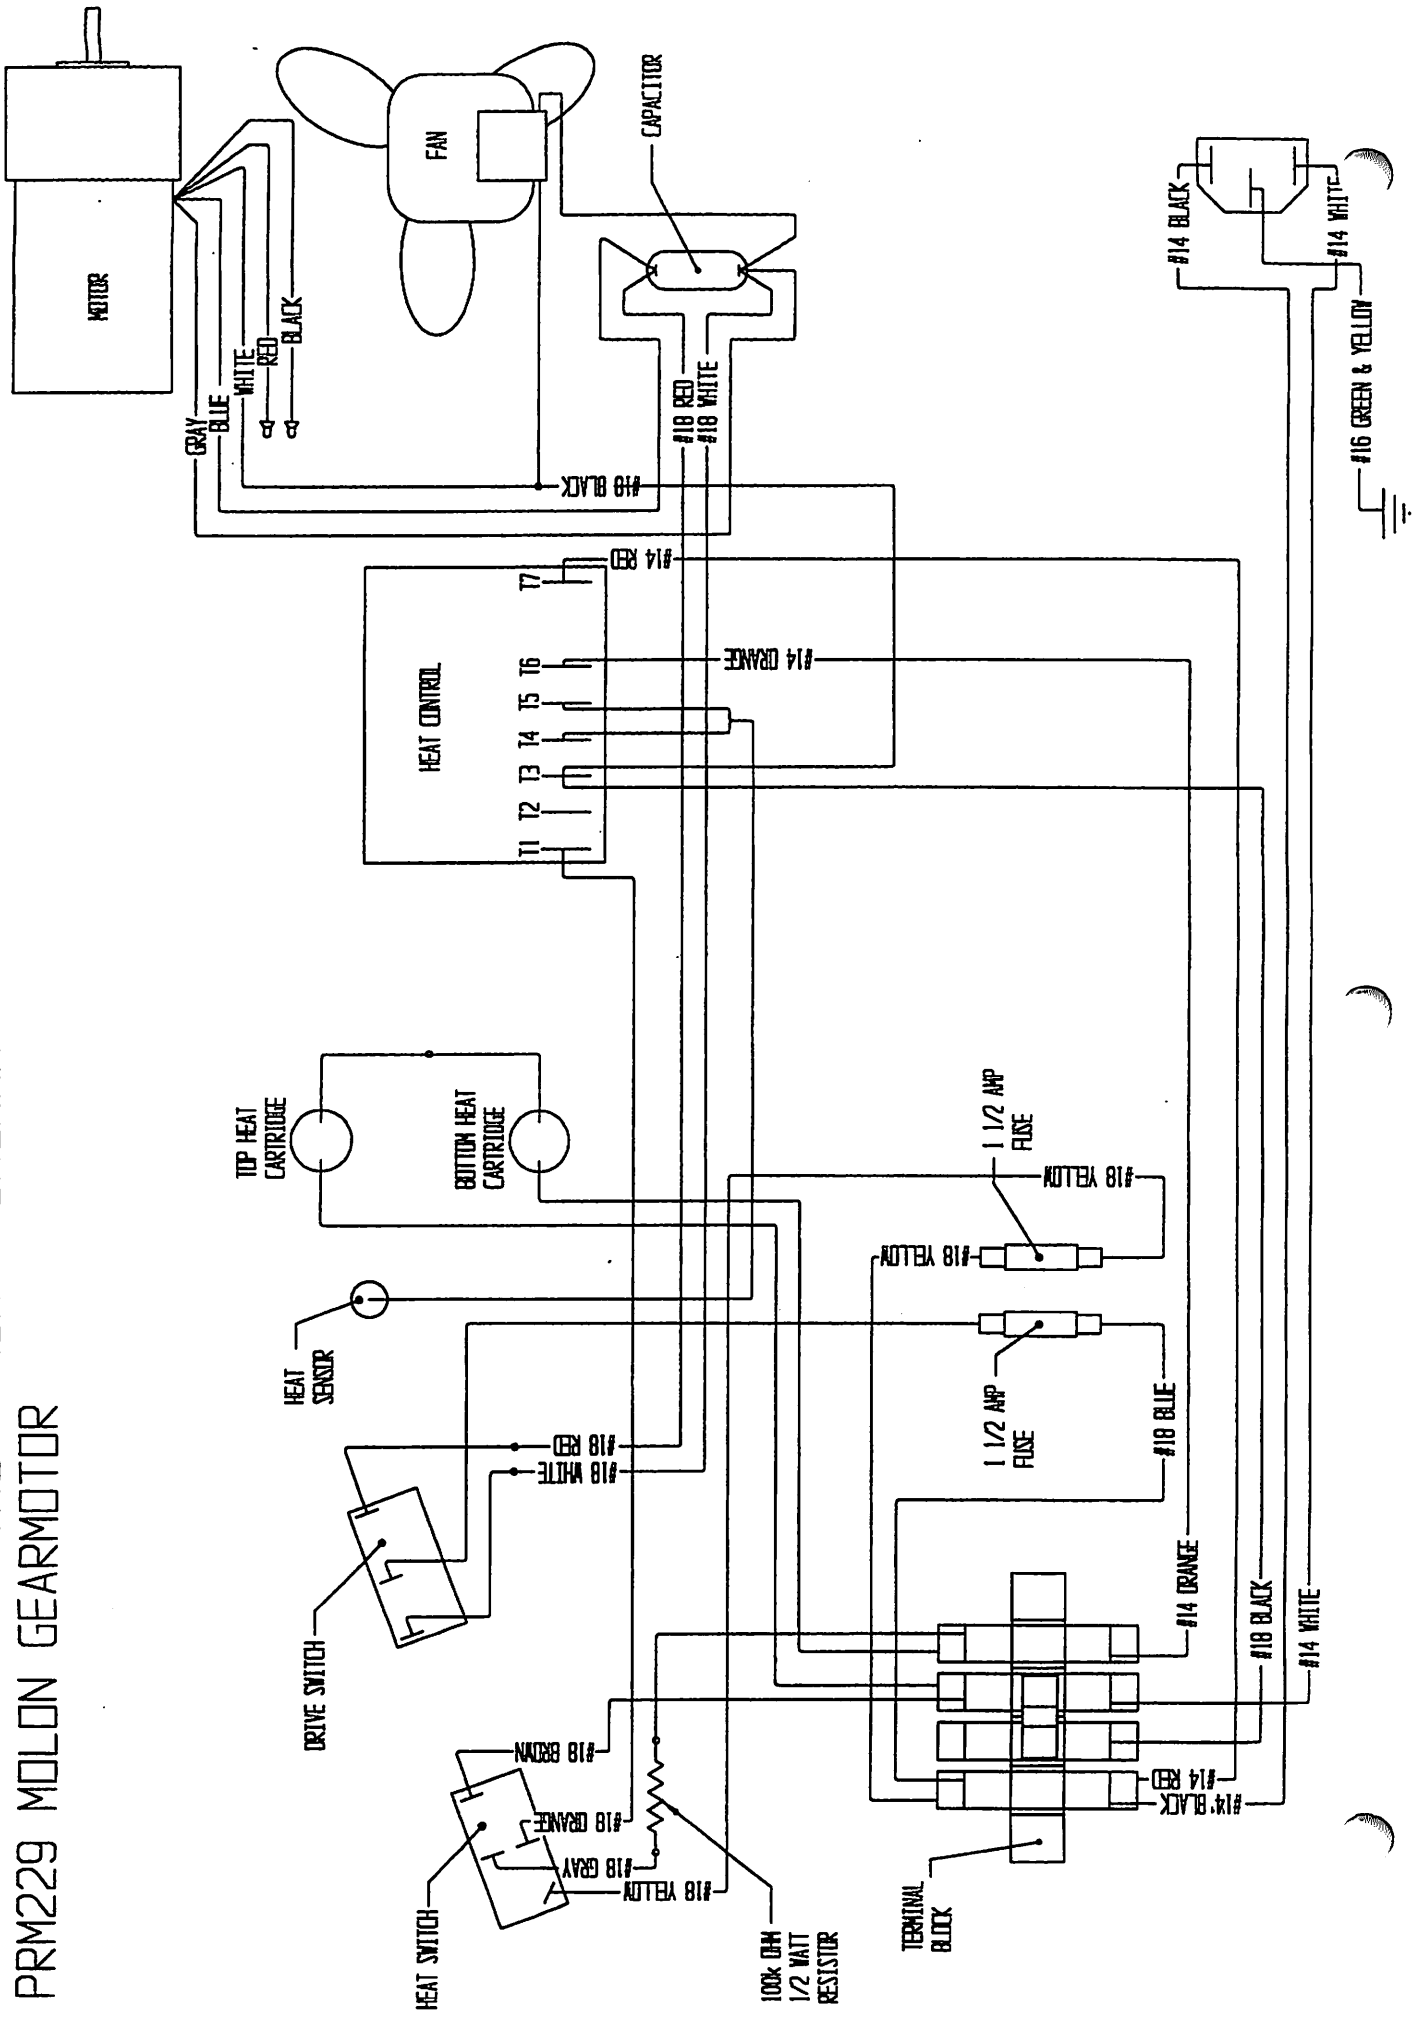 PRM229 MOLON GEARMOTOR
HEAT SWITCH
DRIVE SWITCH
HEAT
SENSOR
TOP HEAT
CARTRIDGE
BOTTOM HEAT
CARTRIDGE
HEAT CONTROL
T1
T2
T3
T4
T5
T6
T7
MOTOR
GRAY
BLUE
WHITE
RED
BLACK
FAN
CAPACITOR
#18 RED
#18 WHITE
#18 BLACK
#14 RED
#14 ORANGE
#18 RED
#18 WHITE
#18 BROWN
#18 ORANGE
#18 GRAY
#18 YELLOW
100k OHM
1/2 WATT
RESISTOR
TERMINAL
BLOCK
1 1/2 AMP
FUSE
1 1/2 AMP
FUSE
#18 YELLOW
#18 YELLOW
#18 BLUE
#14 ORANGE
#18 BLACK
#14 WHITE
#14 RED
#14 BLACK
#14 BLACK
#14 WHITE
#16 GREEN & YELLOW